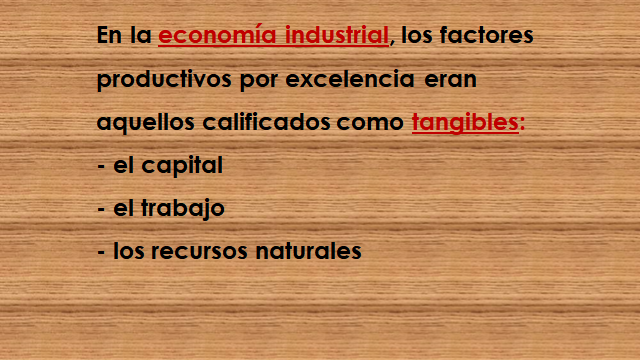 En la economía industrial, los factores
productivos por excelencia eran
aquellos calificados como tangibles:
- el capital
- el trabajo
- los recursos naturales